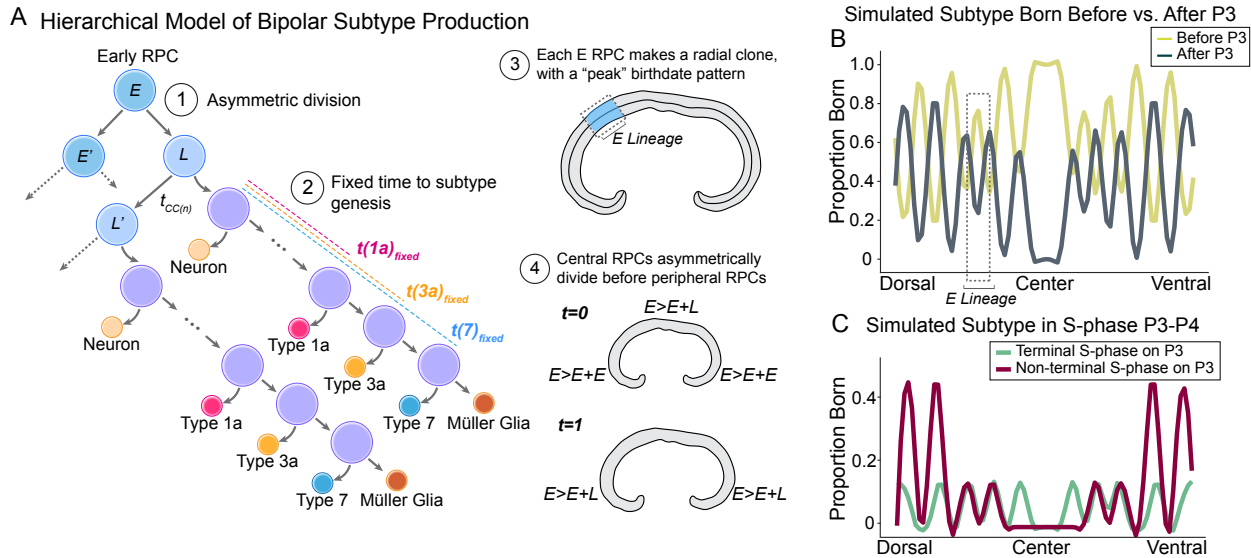 A Hierarchical Model of Bipolar Subtype Production
Early RPC
E
1 Asymmetric division
E'
L
2 Fixed time to subtype
genesis
tCC(n)
L'
Neuron
t(1a)fixed
t(3a)fixed
t(7)fixed
Neuron
Type 1a
Type 3a
Type 7
Müller Glia
Type 1a
Type 3a
Type 7
Müller Glia
3 Each E RPC makes a radial clone,
with a “peak” birthdate pattern
E Lineage
4 Central RPCs asymmetrically
divide before peripheral RPCs
t=0
E>E+L
E>E+E
E>E+E
t=1
E>E+L
E>E+L
Simulated Subtype Born Before vs. After P3
B
Before P3
After P3
Proportion Born
1.0
0.8
0.6
0.4
0.2
0
Dorsal
Center
Ventral
E Lineage
C Simulated Subtype in S-phase P3-P4
Terminal S-phase on P3
Non-terminal S-phase on P3
Proportion Born
0.4
0.2
0
Dorsal
Center
Ventral